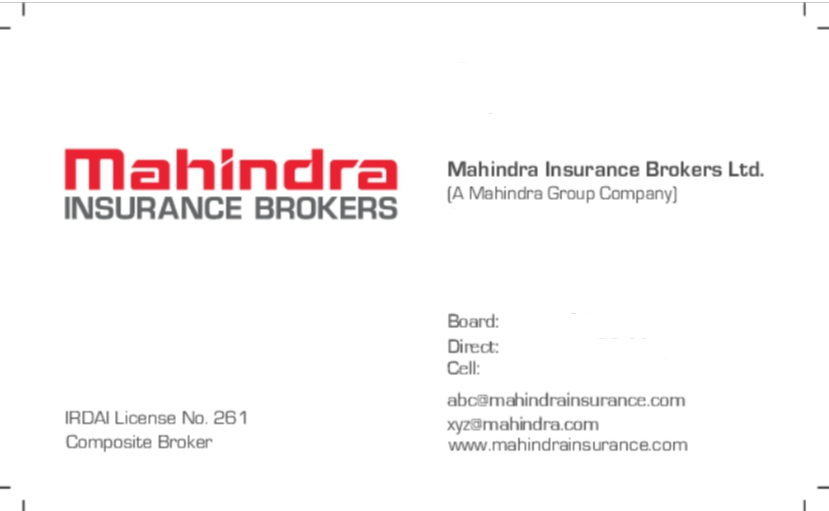 Mahindra
INSURANCE BROKERS
Mahindra Insurance Brokers Ltd.
(A Mahindra Group Company)
Board:
Direct:
Cell:
abc@mahindrainsurance.com
xyz@mahindra.com
www.mahindrainsurance.com
IRDAI License No. 261
Composite Broker